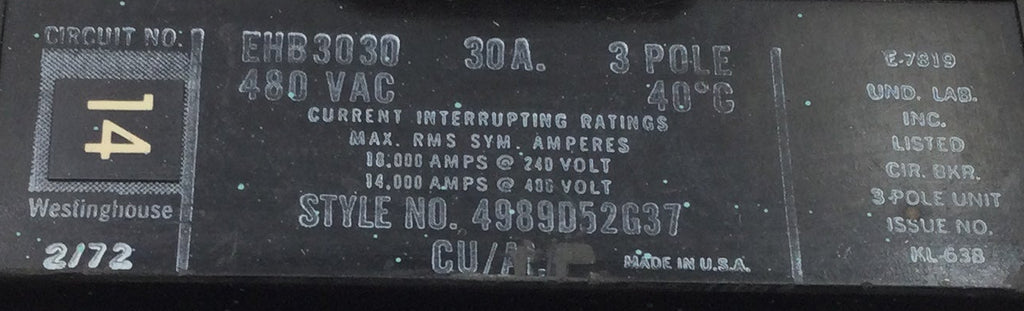 CIRCUIT NO.
14
Westinghouse
2/72
EHB3030 30A. 3 POLE
480 VAC 40°C
CURRENT INTERRUPTING RATINGS
MAX. RMS SYM. AMPERES
18,000 AMPS @ 240 VOLT
14,000 AMPS @ 480 VOLT
STYLE NO. 4989D52G37
CU/AL
MADE IN U.S.A.
E-7819
UND. LAB.
INC.
LISTED
CIR. BKR.
3-POLE UNIT
ISSUE NO.
KL-638